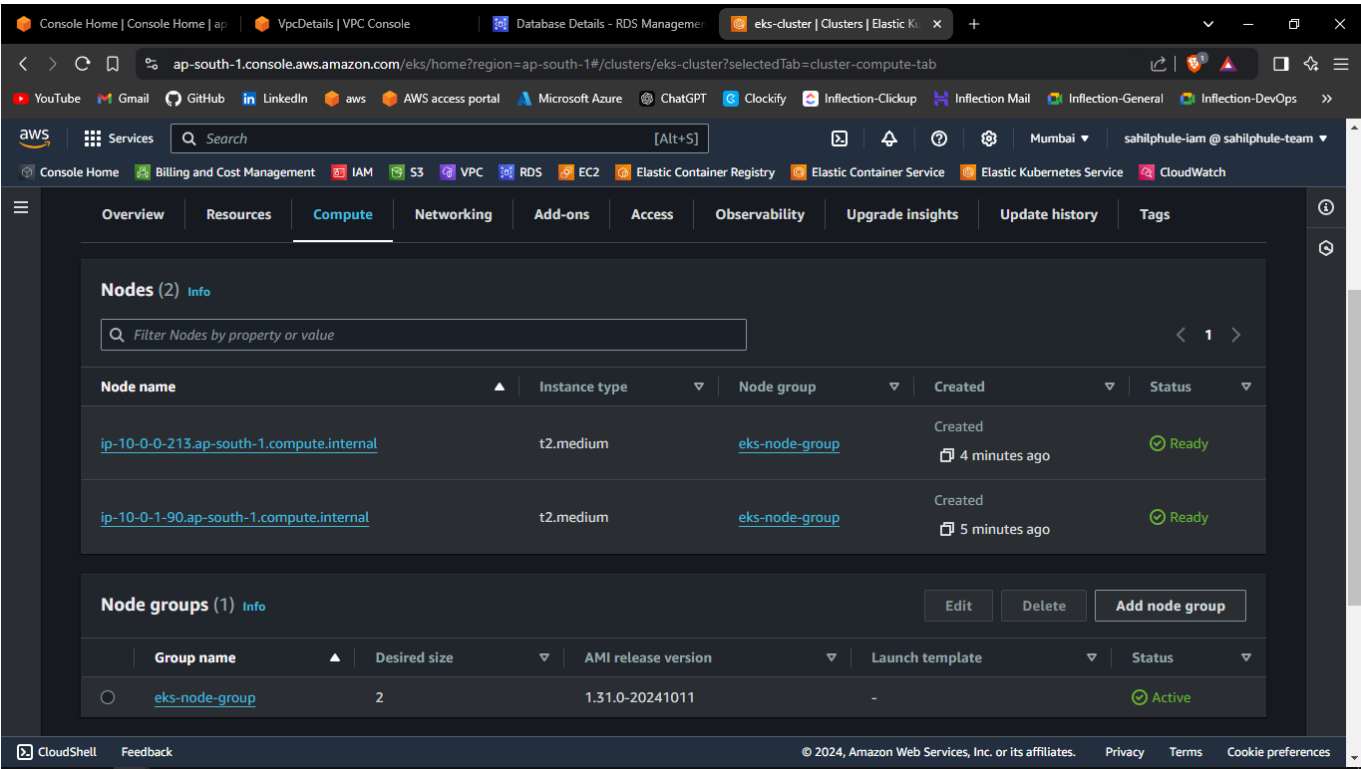 Console Home | Console Home | ap
VpcDetails | VPC Console
Database Details - RDS Managemen
eks-cluster | Clusters | Elastic Ku
ap-south-1.console.aws.amazon.com/eks/home?region=ap-south-1#/clusters/eks-cluster?selectedTab=cluster-compute-tab
YouTube Gmail GitHub LinkedIn aws AWS access portal Microsoft Azure ChatGPT Clockify Inflection-Clickup Inflection Mail Inflection-General Inflection-DevOps »
aws Services Search [Alt+S] Mumbai sahilphule-iam @ sahilphule-team
Console Home Billing and Cost Management IAM S3 VPC RDS EC2 Elastic Container Registry Elastic Container Service Elastic Kubernetes Service CloudWatch
Overview Resources Compute Networking Add-ons Access Observability Upgrade insights Update history Tags
Nodes (2) Info
Filter Nodes by property or value
1
Node name Instance type Node group Created Status
ip-10-0-0-213.ap-south-1.compute.internal t2.medium eks-node-group Created
4 minutes ago Ready
ip-10-0-1-90.ap-south-1.compute.internal t2.medium eks-node-group Created
5 minutes ago Ready
Node groups (1) Info Edit Delete Add node group
Group name Desired size AMI release version Launch template Status
eks-node-group 2 1.31.0-20241011 - Active
CloudShell Feedback © 2024, Amazon Web Services, Inc. or its affiliates. Privacy Terms Cookie preferences